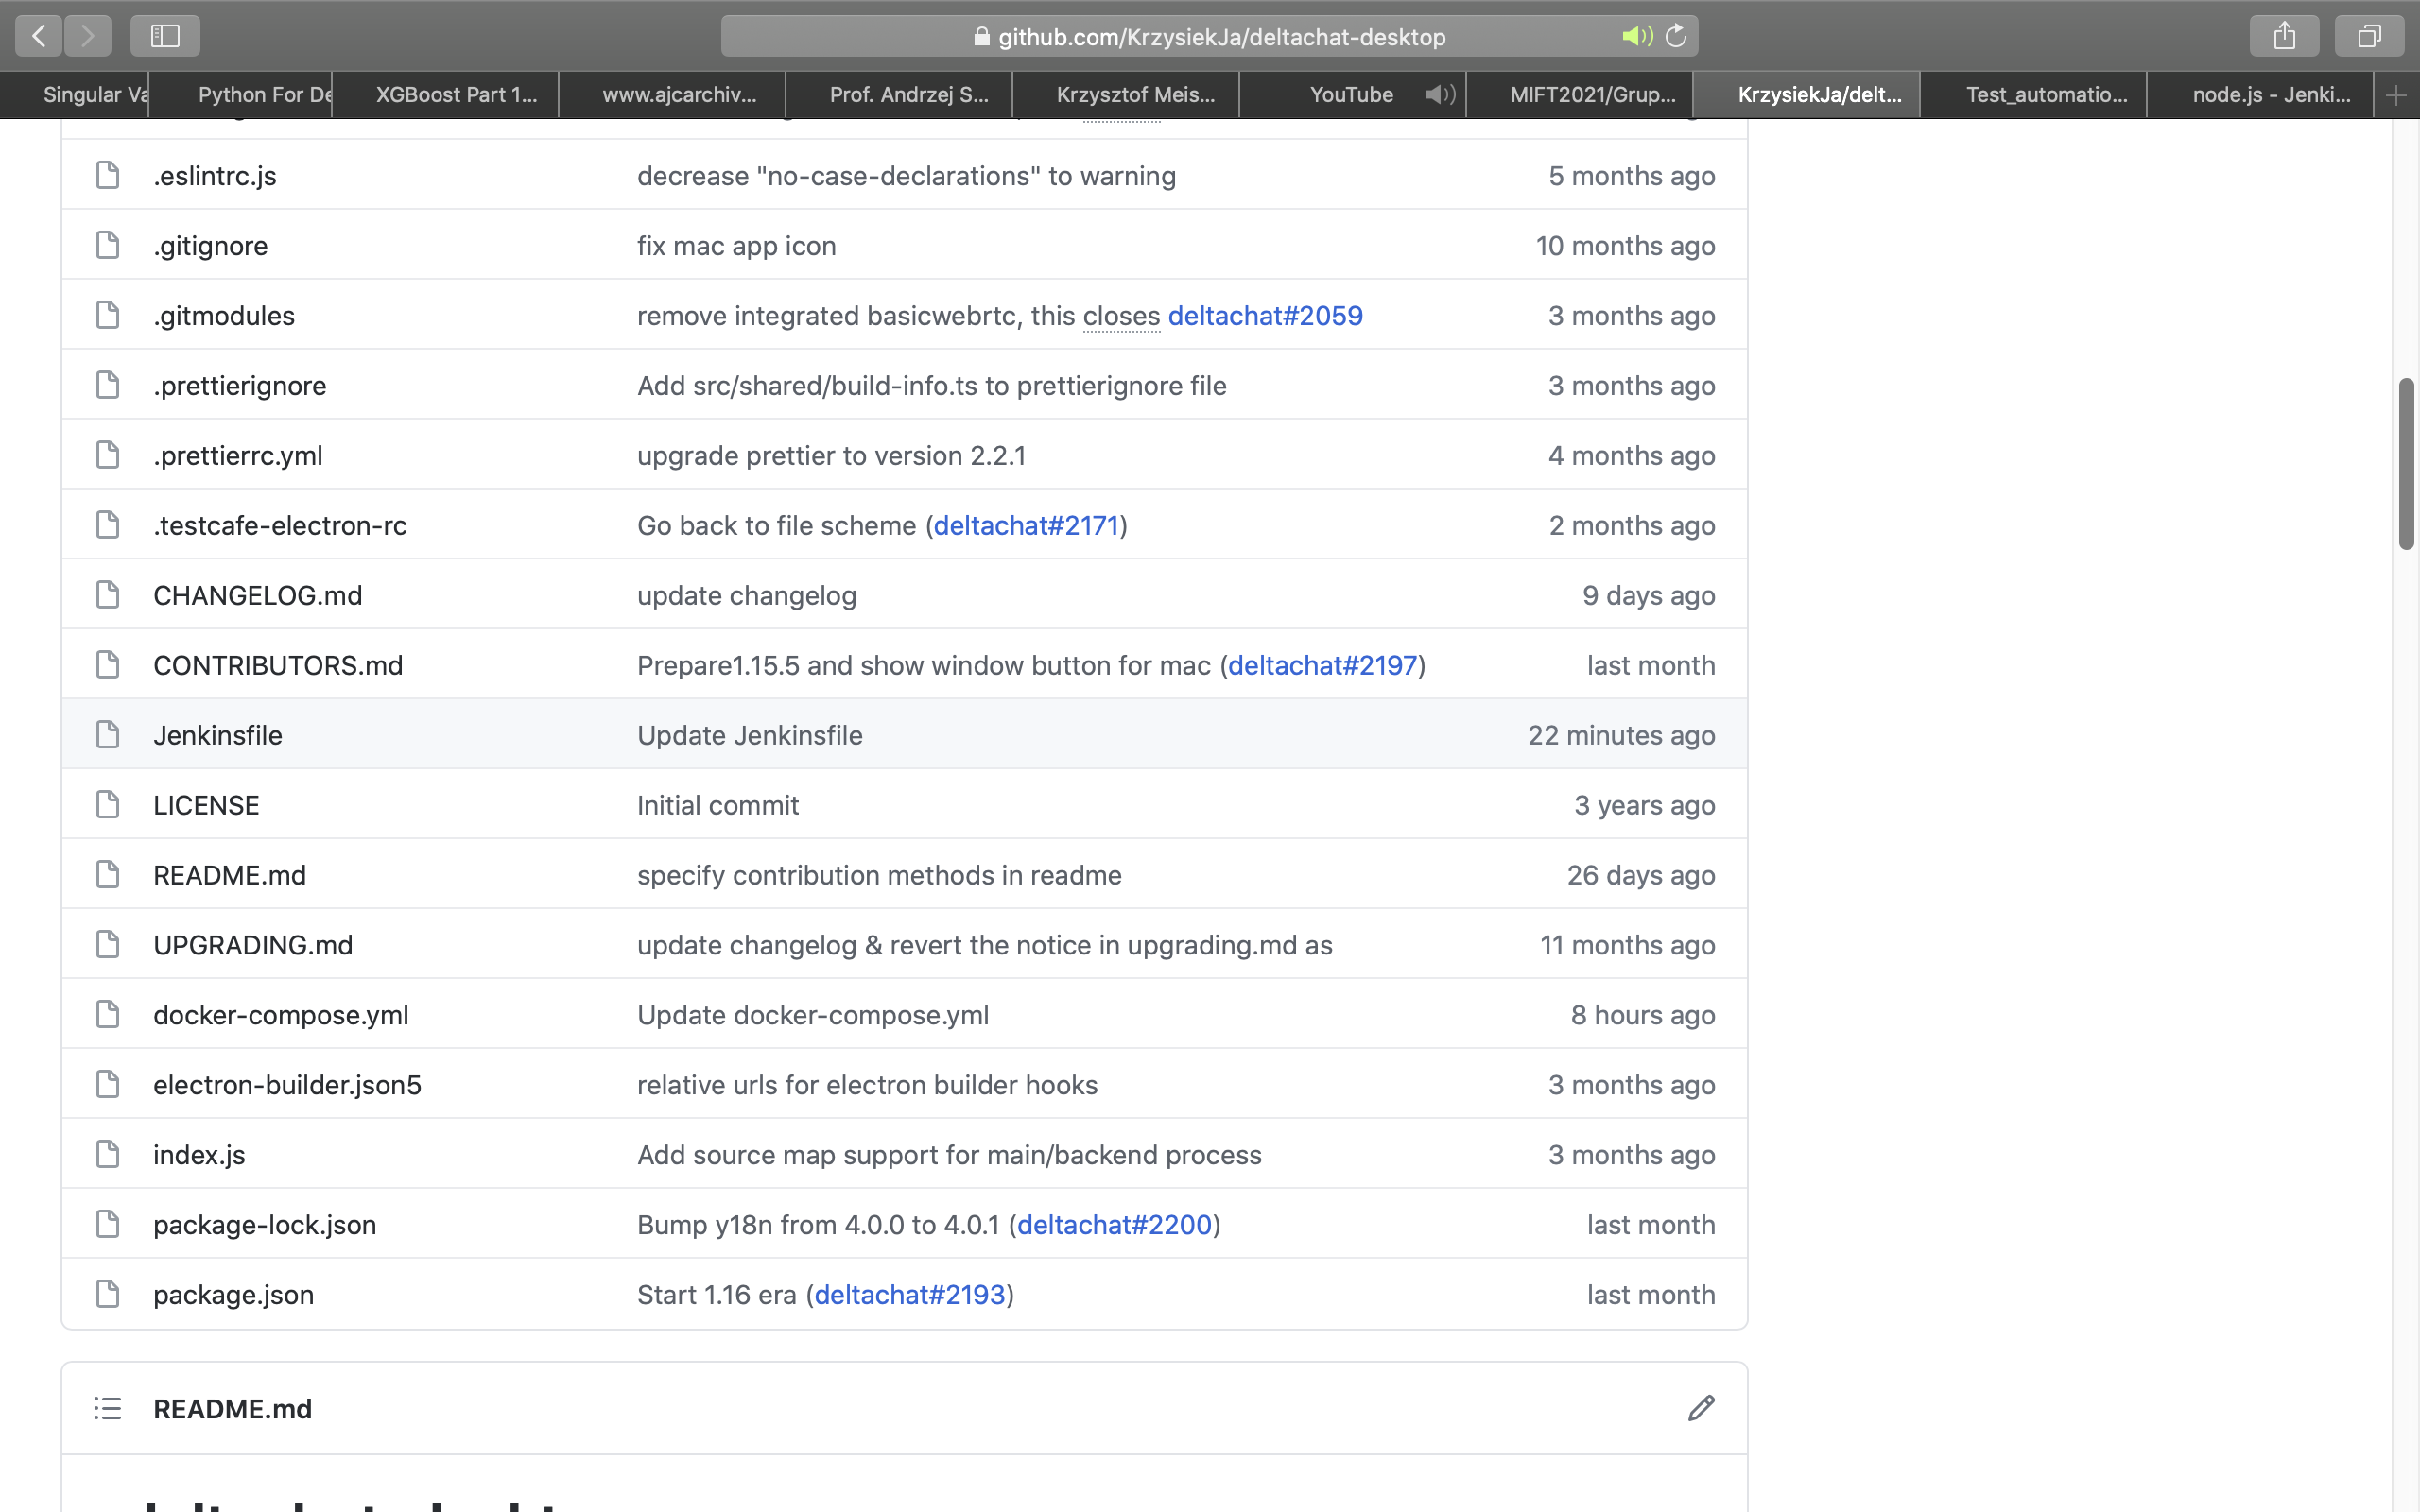 github.com/KrzysiekJa/deltachat-desktop
Singular Va
Python For De
XGBoost Part 1...
www.ajcarchiv...
Prof. Andrzej S...
Krzysztof Meis...
YouTube
MIFT2021/Grup...
KrzysiekJa/delt...
Test_automatio...
node.js - Jenki...
.eslintrc.js decrease "no-case-declarations" to warning 5 months ago
.gitignore fix mac app icon 10 months ago
.gitmodules remove integrated basicwebrtc, this closes deltachat#2059 3 months ago
.prettierignore Add src/shared/build-info.ts to prettierignore file 3 months ago
.prettierrc.yml upgrade prettier to version 2.2.1 4 months ago
.testcafe-electron-rc Go back to file scheme (deltachat#2171) 2 months ago
CHANGELOG.md update changelog 9 days ago
CONTRIBUTORS.md Prepare1.15.5 and show window button for mac (deltachat#2197) last month
Jenkinsfile Update Jenkinsfile 22 minutes ago
LICENSE Initial commit 3 years ago
README.md specify contribution methods in readme 26 days ago
UPGRADING.md update changelog & revert the notice in upgrading.md as 11 months ago
docker-compose.yml Update docker-compose.yml 8 hours ago
electron-builder.json5 relative urls for electron builder hooks 3 months ago
index.js Add source map support for main/backend process 3 months ago
package-lock.json Bump y18n from 4.0.0 to 4.0.1 (deltachat#2200) last month
package.json Start 1.16 era (deltachat#2193) last month
README.md